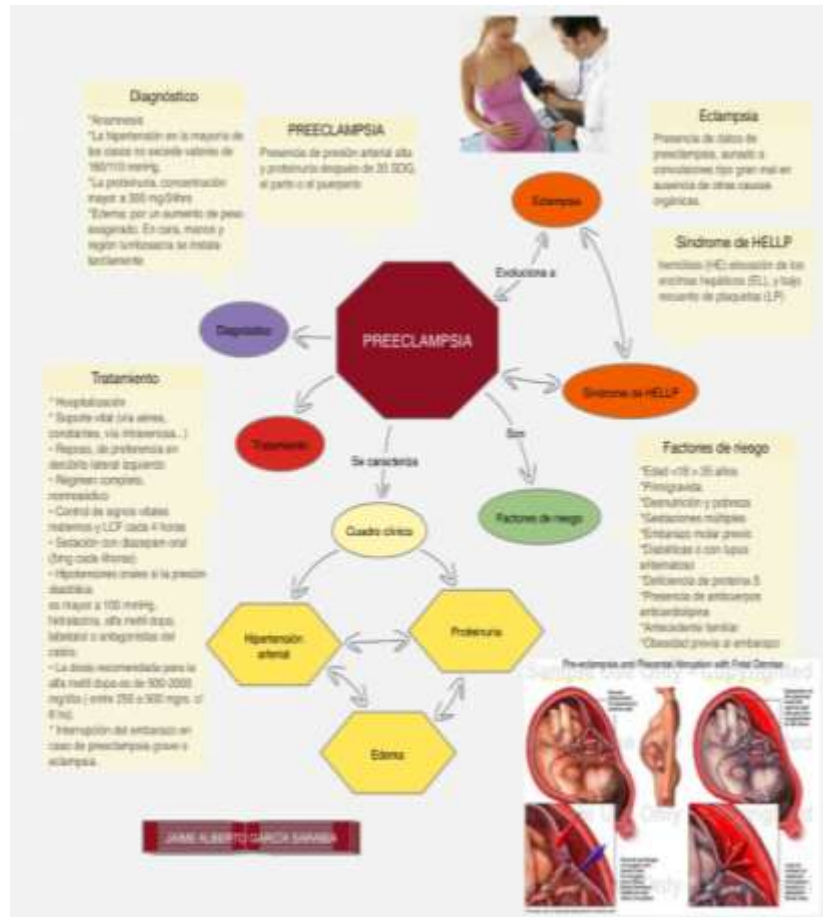 Diagnóstico
*Anamnesis
*La hipertensión en la mayoría de
los casos no excede valores de
160/110 mmHg.
*La proteinuria, concentración
mayor a 300 mg/24hrs
*Edema: por un aumento de peso
exagerado. En cara, manos y
región lumbosacra se instala
lentamente
PREECLAMPSIA
Presencia de presión arterial alta
y proteinuria después de 20 SDG,
el parto o el puerperio
Eclampsia
Presencia de datos de
preeclampsia, aunado a
convulsiones tipo gran mal en
ausencia de otras causas
orgánicas.
Síndrome de HELLP
hemólisis (HE) elevación de las
enzimas hepáticas (EL), y bajo
recuento de plaquetas (LP)
Eclampsia
Evoluciona a
PREECLAMPSIA
Diagnóstico
Síndrome de HELLP
Tratamiento
Son
Se caracteriza
Factores de riesgo
Cuadro clínico
Hipertensión
arterial
Proteinuria
Edema
Tratamiento
* Hospitalización
* Soporte vital (vía aérea,
constantes, vía intravenosa...)
• Reposo, de preferencia en
decúbito lateral izquierdo
• Régimen completo,
normosódico
• Control de signos vitales
maternos y LCF cada 4 horas
• Sedación con diazepam oral
(5mg cada
• Hipotensores orales si la presión
diastólica
es mayor a 100 mmHg,
hidralazina, alfa metil dopa,
labetalol o antagonistas del
calcio.
• La dosis recomendada para la
alfa metil dopa es de 500-2000
mg/día ( entre 250 a 500 mgrs. c/
6 hs).
* Interrupción del embarazo en
caso de preeclampsia grave o
eclampsia.
Factores de riesgo
*Edad <18 > 35 años
*Primigravida
*Desnutrición y pobreza
*Gestaciones múltiples
*Embarazo molar previo
*Diabéticas o con lupus
eritematoso
*Deficiencia de proteína S
*Presencia de anticuerpos
anticardiolipina
*Antecedente familiar
*Obesidad previa al embarazo
Pre-eclampsia and Placental Abruption with Fetal Demise
JAIME ALBERTO GARCIA